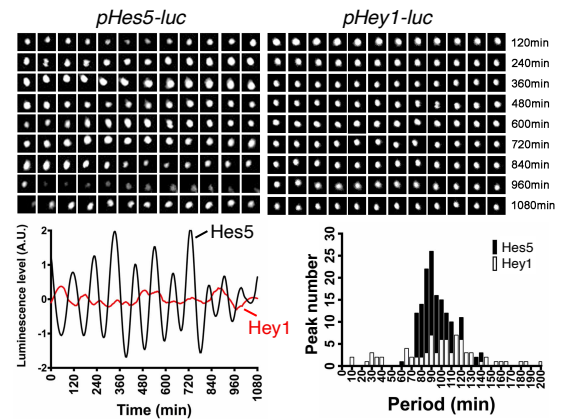 pHes5-luc
pHey1-luc
120min
240min
360min
480min
600min
720min
840min
960min
1080min
Luminescence level (A.U.)
2
1
0
-1
-2
Hes5
Hey1
0 120 240 360 480 600 720 840 960 1080
Time (min)
Peak number
30
25
20
15
10
5
0
Hes5
Hey1
0 10 20 30 40 50 60 70 80 90 100 110 120 130 140 150 160 170 180 190 200
Period (min)